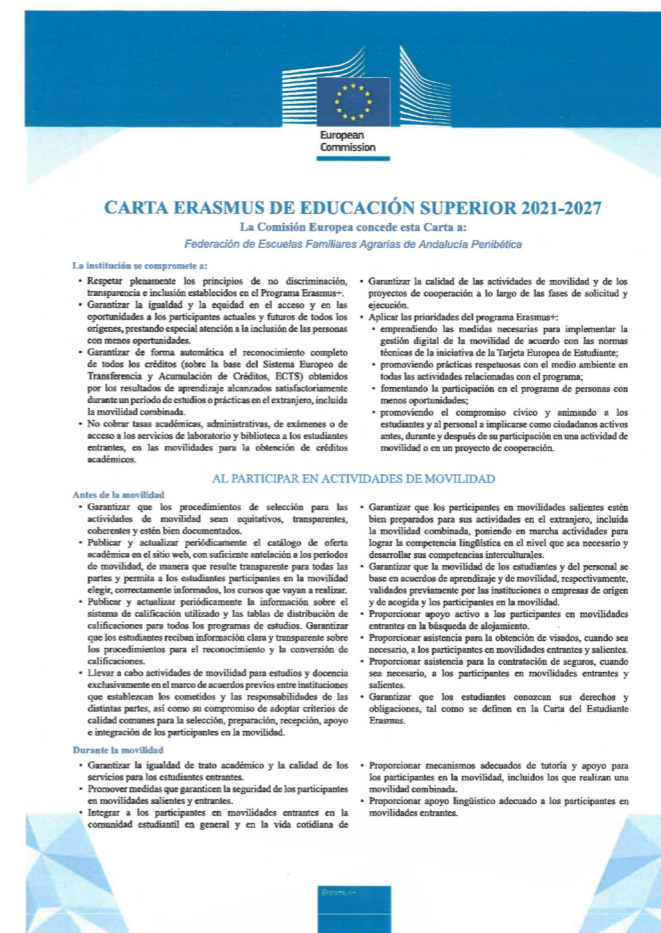 European
Commission
CARTA ERASMUS DE EDUCACIÓN SUPERIOR 2021-2027
La Comisión Europea concede esta Carta a:
Federación de Escuelas Familiares Agrarias de Andalucía Penibética
La institución se compromete a:
• Respetar plenamente los principios de no discriminación,
transparencia e inclusión establecidos en el Programa Erasmus+.
• Garantizar la igualdad y la equidad en el acceso y en las
oportunidades a los participantes actuales y futuros de todos los
orígenes, prestando especial atención a la inclusión de las personas
con menos oportunidades.
• Garantizar de forma automática el reconocimiento completo
de todos los créditos (sobre la base del Sistema Europeo de
Transferencia y Acumulación de Créditos, ECTS) obtenidos
por los resultados de aprendizaje alcanzados satisfactoriamente
durante un período de estudios o prácticas en el extranjero, incluida
la movilidad combinada.
• No cobrar tasas académicas, administrativas, de exámenes o de
acceso a los servicios de laboratorio y biblioteca a los estudiantes
entrantes, en las movilidades para la obtención de créditos
académicos.
• Garantizar la calidad de las actividades de movilidad y de los
proyectos de cooperación a lo largo de las fases de solicitud y
ejecución.
• Aplicar las prioridades del programa Erasmus+:
• emprendiendo las medidas necesarias para implementar la
gestión digital de la movilidad de acuerdo con las normas
técnicas de la iniciativa de la Tarjeta Europea de Estudiante;
• promoviendo prácticas respetuosas con el medio ambiente en
todas las actividades relacionadas con el programa;
• fomentando la participación en el programa de personas con
menos oportunidades;
• promoviendo el compromiso cívico y animando a los
estudiantes y al personal a implicarse como ciudadanos activos
antes, durante y después de su participación en una actividad de
movilidad o en un proyecto de cooperación.
AL PARTICIPAR EN ACTIVIDADES DE MOVILIDAD
Antes de la movilidad
• Garantizar que los procedimientos de selección para las
actividades de movilidad sean equitativos, transparentes,
coherentes y estén bien documentados.
• Publicar y actualizar periódicamente el catálogo de oferta
académica en el sitio web, con suficiente antelación a los períodos
de movilidad, de manera que resulte transparente para todas las
partes y permita a los estudiantes participantes en la movilidad
elegir, correctamente informados, los cursos que vayan a realizar.
• Publicar y actualizar periódicamente la información sobre el
sistema de calificación utilizado y las tablas de distribución de
calificaciones para todos los programas de estudios. Garantizar
que los estudiantes reciban información clara y transparente sobre
los procedimientos para el reconocimiento y la conversión de
calificaciones.
• Llevar a cabo actividades de movilidad para estudios y docencia
exclusivamente en el marco de acuerdos previos entre instituciones
que establezcan los cometidos y las responsabilidades de las
distintas partes, así como su compromiso de adoptar criterios de
calidad comunes para la selección, preparación, recepción, apoyo
e integración de los participantes en la movilidad.
• Garantizar que los participantes en movilidades salientes estén
bien preparados para sus actividades en el extranjero, incluida
la movilidad combinada, poniendo en marcha actividades para
lograr la competencia lingüística en el nivel que sea necesario y
desarrollar sus competencias interculturales.
• Garantizar que la movilidad de los estudiantes y del personal se
base en acuerdos de aprendizaje y de movilidad, respectivamente,
validados previamente por las instituciones o empresas de origen
y de acogida y los participantes en la movilidad.
• Proporcionar apoyo activo a los participantes en movilidades
entrantes en la búsqueda de alojamiento.
• Proporcionar asistencia para la obtención de visados, cuando sea
necesario, a los participantes en movilidades entrantes y salientes.
• Proporcionar asistencia para la contratación de seguros, cuando
sea necesario, a los participantes en movilidades entrantes y
salientes.
• Garantizar que los estudiantes conozcan sus derechos y
obligaciones, tal como se definen en la Carta del Estudiante
Erasmus.
Durante la movilidad
• Garantizar la igualdad de trato académico y la calidad de los
servicios para los estudiantes entrantes.
• Promover medidas que garanticen la seguridad de los participantes
en movilidades salientes y entrantes.
• Integrar a los participantes en movilidades entrantes en la
comunidad estudiantil en general y en la vida cotidiana de
• Proporcionar mecanismos adecuados de tutoría y apoyo para
los participantes en la movilidad, incluidos los que realizan una
movilidad combinada.
• Proporcionar apoyo lingüístico adecuado a los participantes en
movilidades entrantes.
Erasmus+